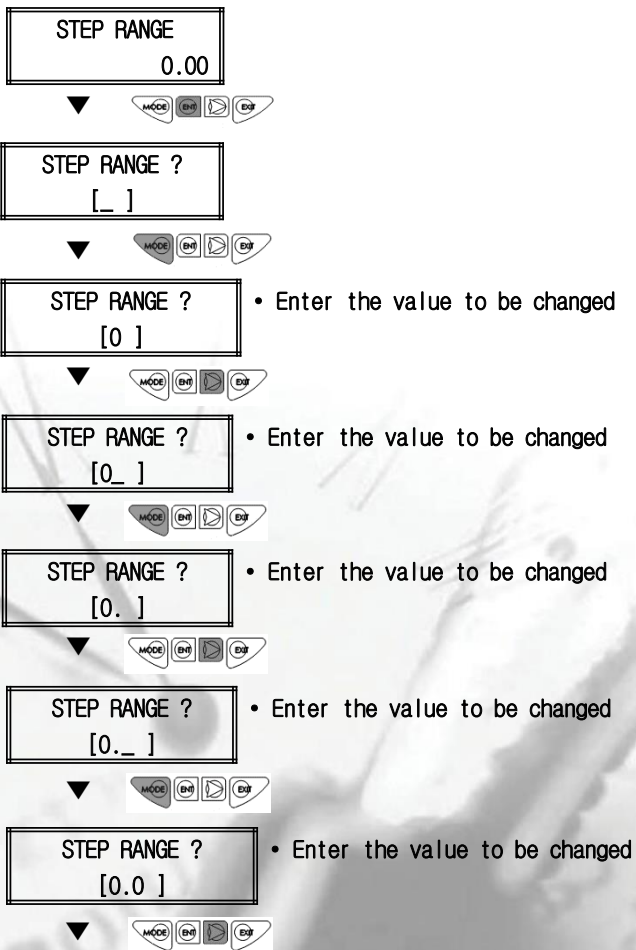 STEP RANGE
0.00
MODE ENT EXIT
STEP RANGE ?
[_ ]
MODE ENT EXIT
STEP RANGE ?
• Enter the value to be changed
[0 ]
MODE ENT EXIT
STEP RANGE ?
• Enter the value to be changed
[0_ ]
MODE ENT EXIT
STEP RANGE ?
• Enter the value to be changed
[0. ]
MODE ENT EXIT
STEP RANGE ?
• Enter the value to be changed
[0._ ]
MODE ENT EXIT
STEP RANGE ?
• Enter the value to be changed
[0.0 ]
MODE ENT EXIT